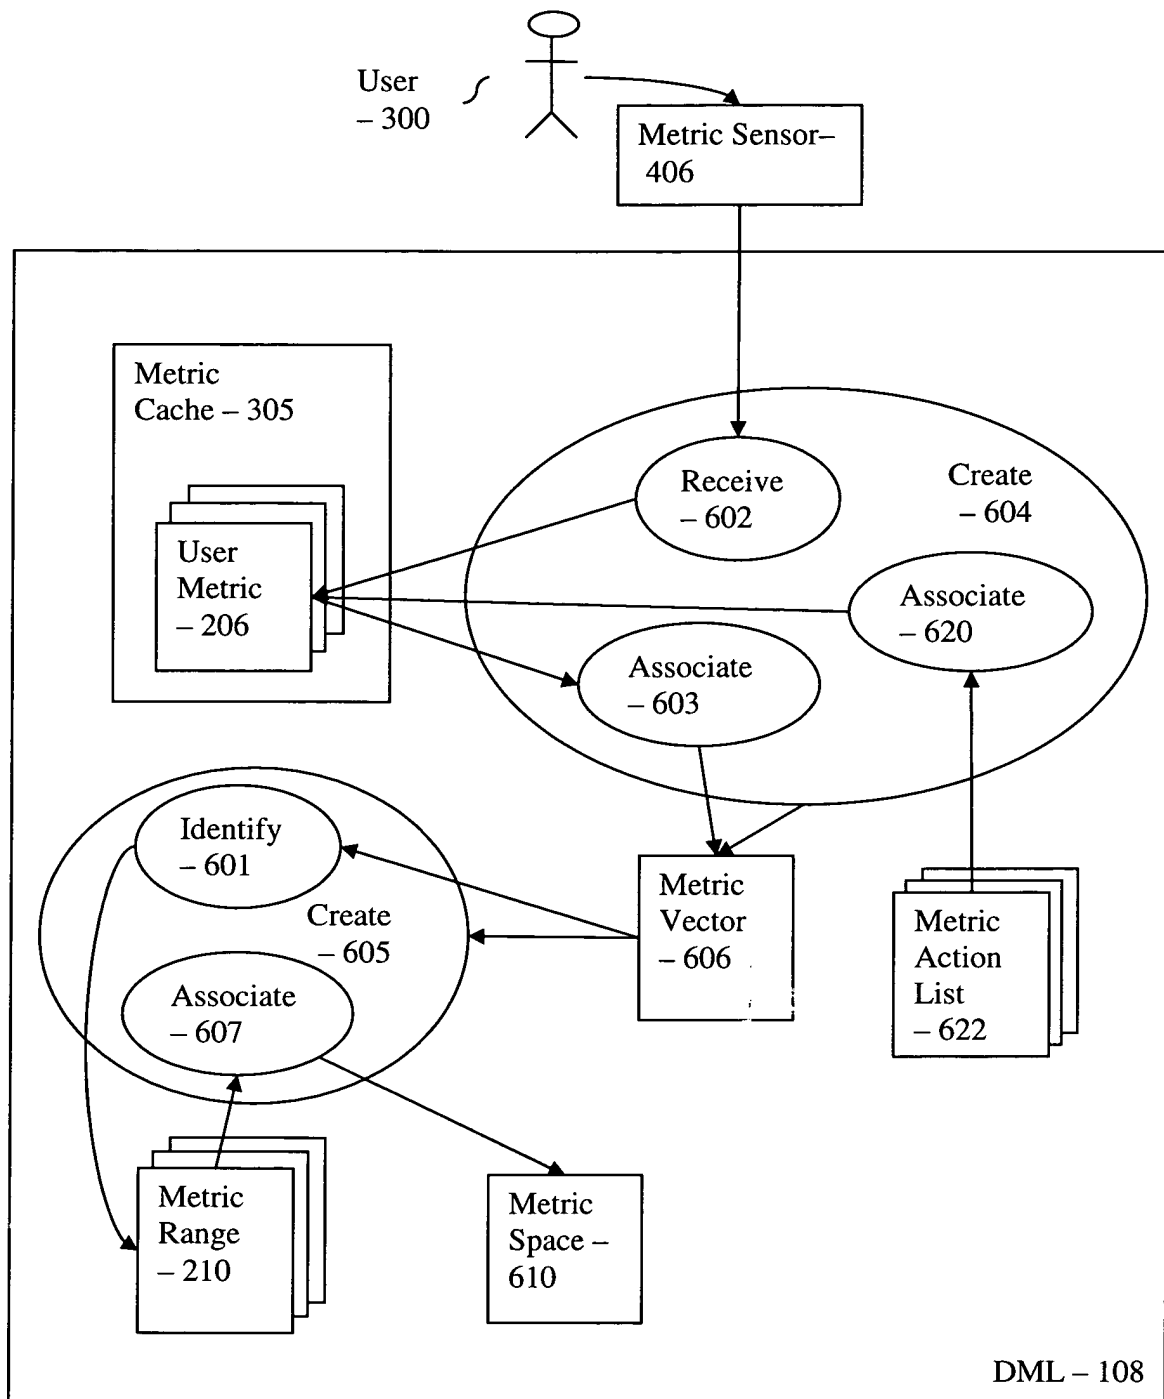 User
– 300
Metric Sensor–
406
Metric
Cache – 305
Receive
– 602
Create
– 604
User
Metric
– 206
Associate
– 620
Associate
– 603
Identify
– 601
Create
– 605
Metric
Vector
– 606
Metric
Action
List
– 622
Associate
– 607
Metric
Range
– 210
Metric
Space –
610
DML – 108